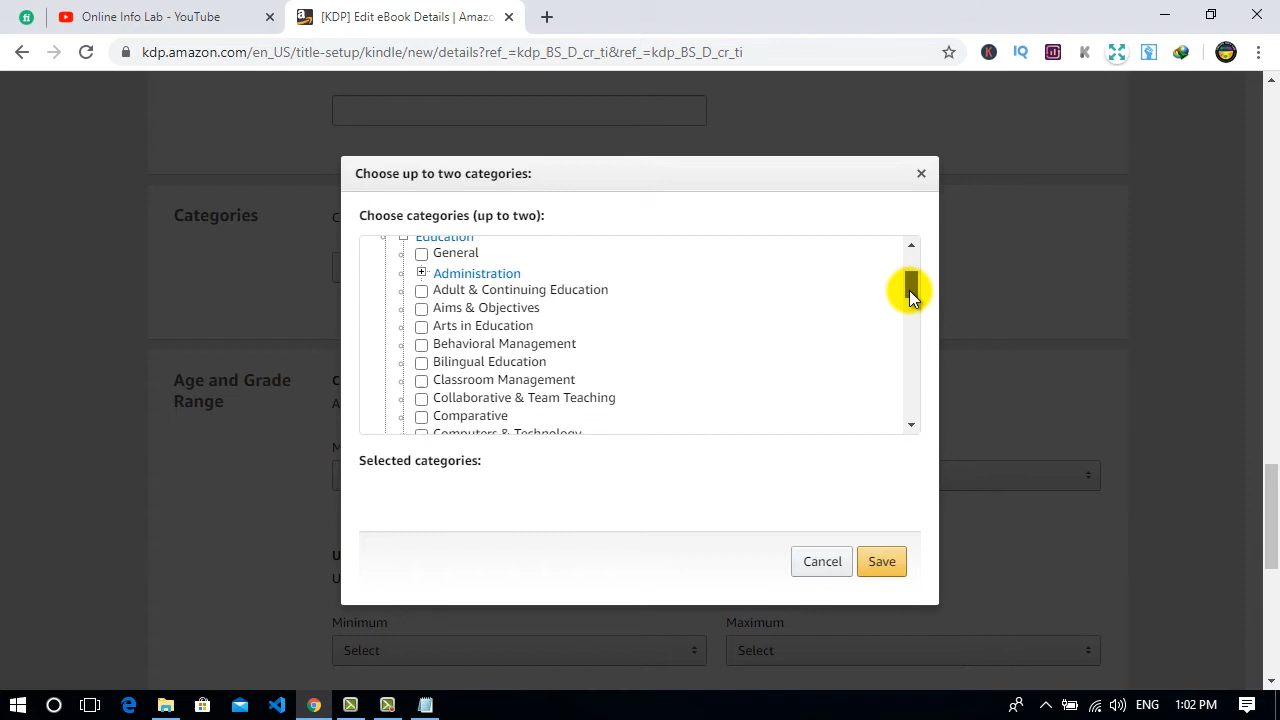 Online Info Lab - YouTube
[KDP] Edit eBook Details | Amazo
kdp.amazon.com/en_US/title-setup/kindle/new/details?ref_=kdp_BS_D_cr_ti&ref_=kdp_BS_D_cr_ti
Choose up to two categories:
Categories
Choose categories (up to two):
Education
General
Administration
Adult & Continuing Education
Aims & Objectives
Arts in Education
Behavioral Management
Bilingual Education
Classroom Management
Collaborative & Team Teaching
Comparative
Computers & Technology
Age and Grade
Range
Selected categories:
Cancel
Save
Minimum
Maximum
Select
Select
ENG
1:02 PM